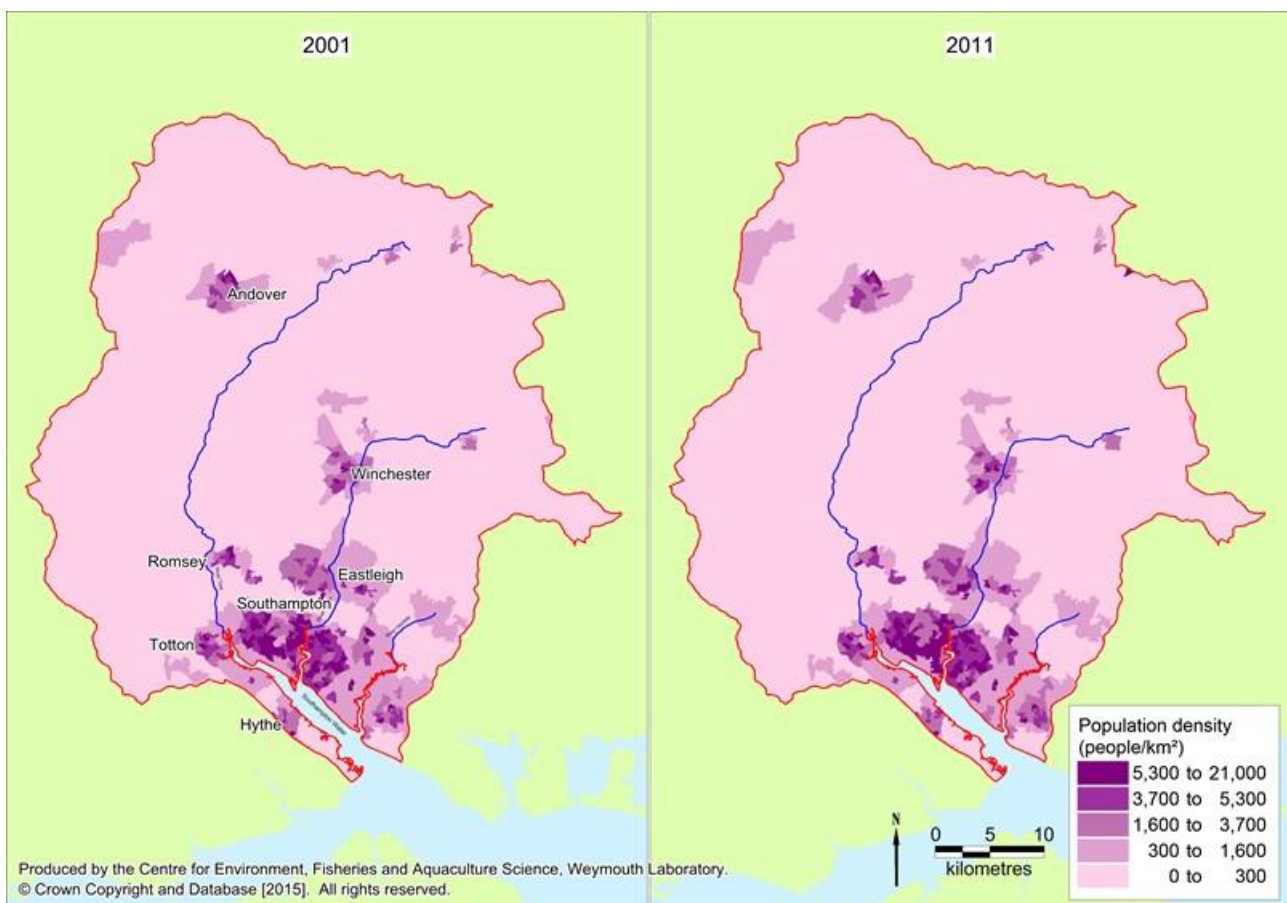 2001
2011
Andover
Winchester
Romsey
Eastleigh
Southampton
Totton
Hythe
Southampton Water
Population density
(people/km²)
5,300 to 21,000
3,700 to 5,300
1,600 to 3,700
300 to 1,600
0 to 300
N
0 5 10
kilometres
Produced by the Centre for Environment, Fisheries and Aquaculture Science, Weymouth Laboratory.
© Crown Copyright and Database [2015]. All rights reserved.